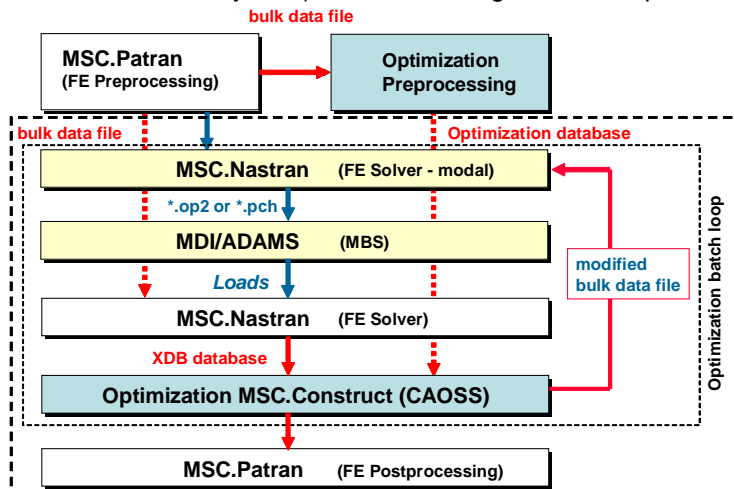 bulk data file
MSC.Patran
(FE Preprocessing)
Optimization
Preprocessing
bulk data file
Optimization database
MSC.Nastran (FE Solver - modal)
*.op2 or *.pch
MDI/ADAMS (MBS)
Loads
modified
bulk data file
Optimization batch loop
MSC.Nastran (FE Solver)
XDB database
Optimization MSC.Construct (CAOSS)
MSC.Patran (FE Postprocessing)